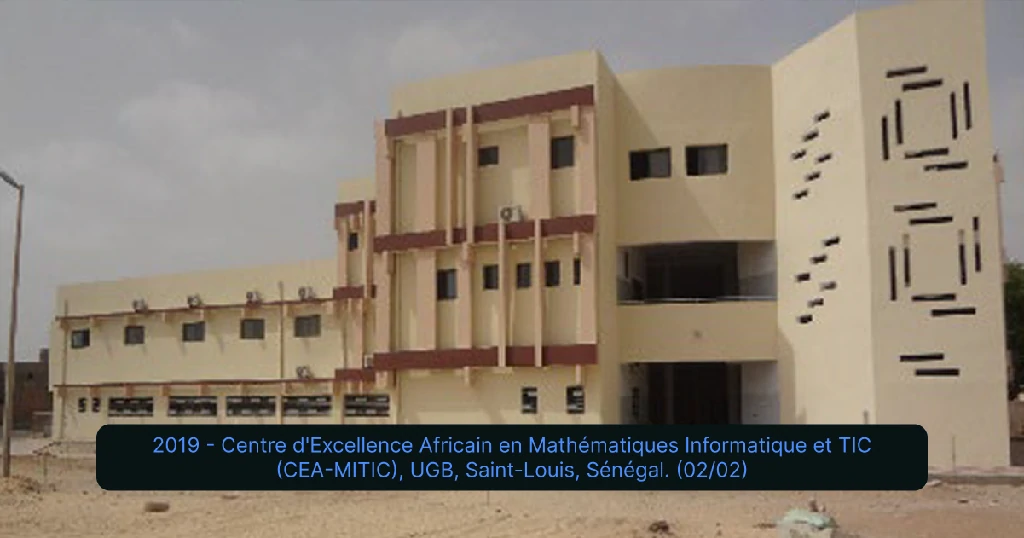 2019 - Centre d'Excellence Africain en Mathématiques Informatique et TIC
(CEA-MITIC), UGB, Saint-Louis, Sénégal. (02/02)